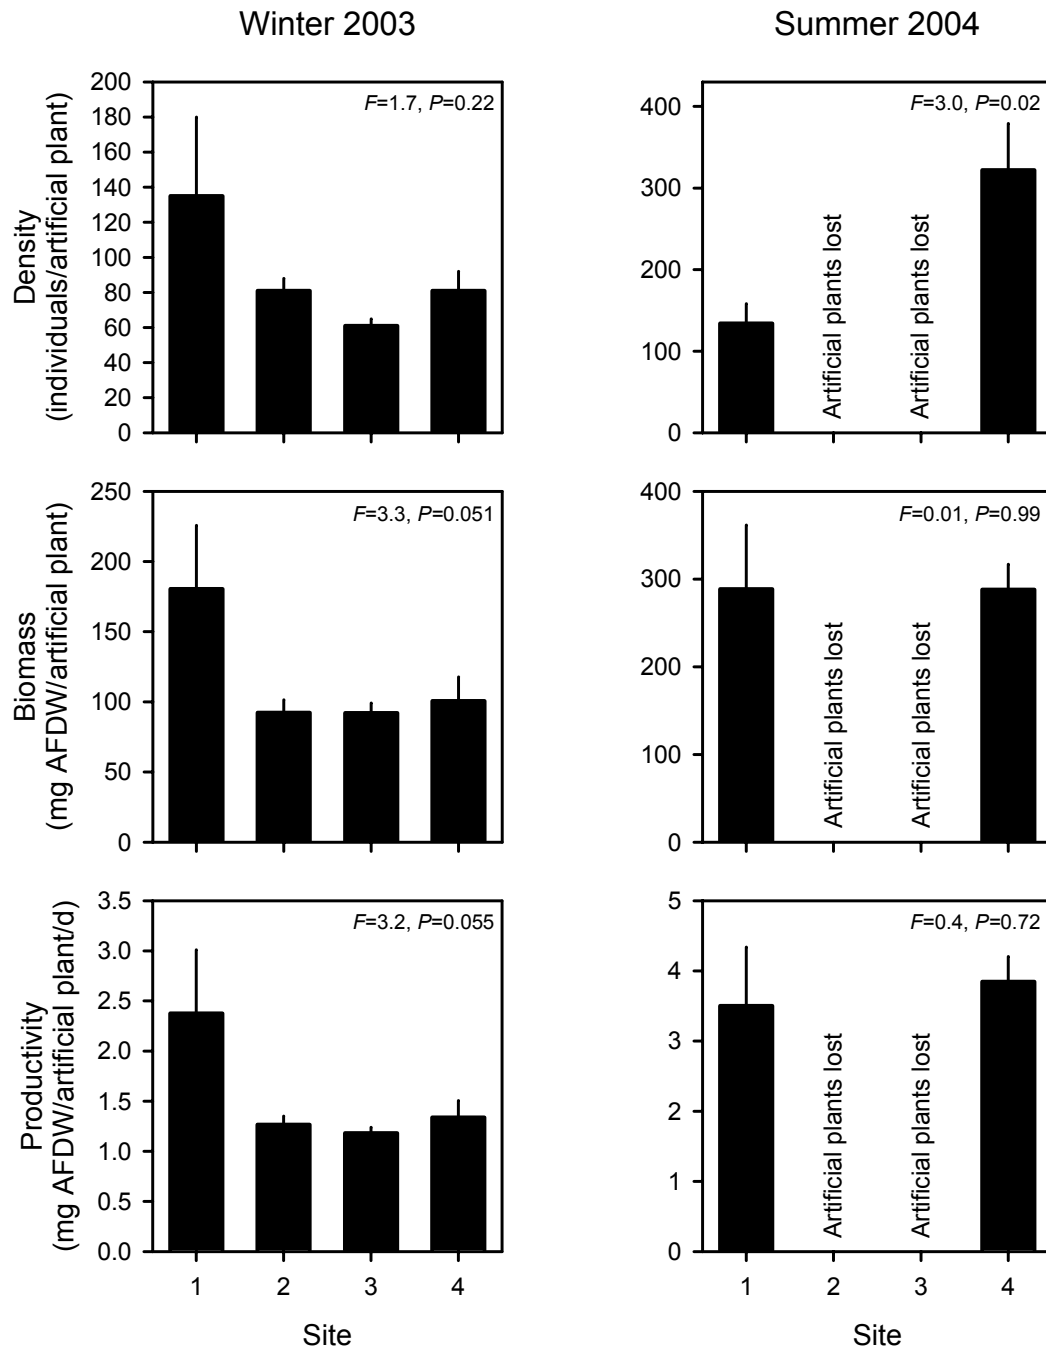 Winter 2003
Summer 2004
Density
(individuals/artificial plant)
200
180
160
140
120
100
80
60
40
20
0
F=1.7, P=0.22
400
300
200
100
0
F=3.0, P=0.02
Artificial plants lost
Artificial plants lost
Biomass
(mg AFDW/artificial plant)
250
200
150
100
50
0
F=3.3, P=0.051
400
300
200
100
0
F=0.01, P=0.99
Artificial plants lost
Artificial plants lost
Productivity
(mg AFDW/artificial plant/d)
3.5
3.0
2.5
2.0
1.5
1.0
0.5
0.0
F=3.2, P=0.055
1 2 3 4
Site
5
4
3
2
1
0
F=0.4, P=0.72
Artificial plants lost
Artificial plants lost
1 2 3 4
Site